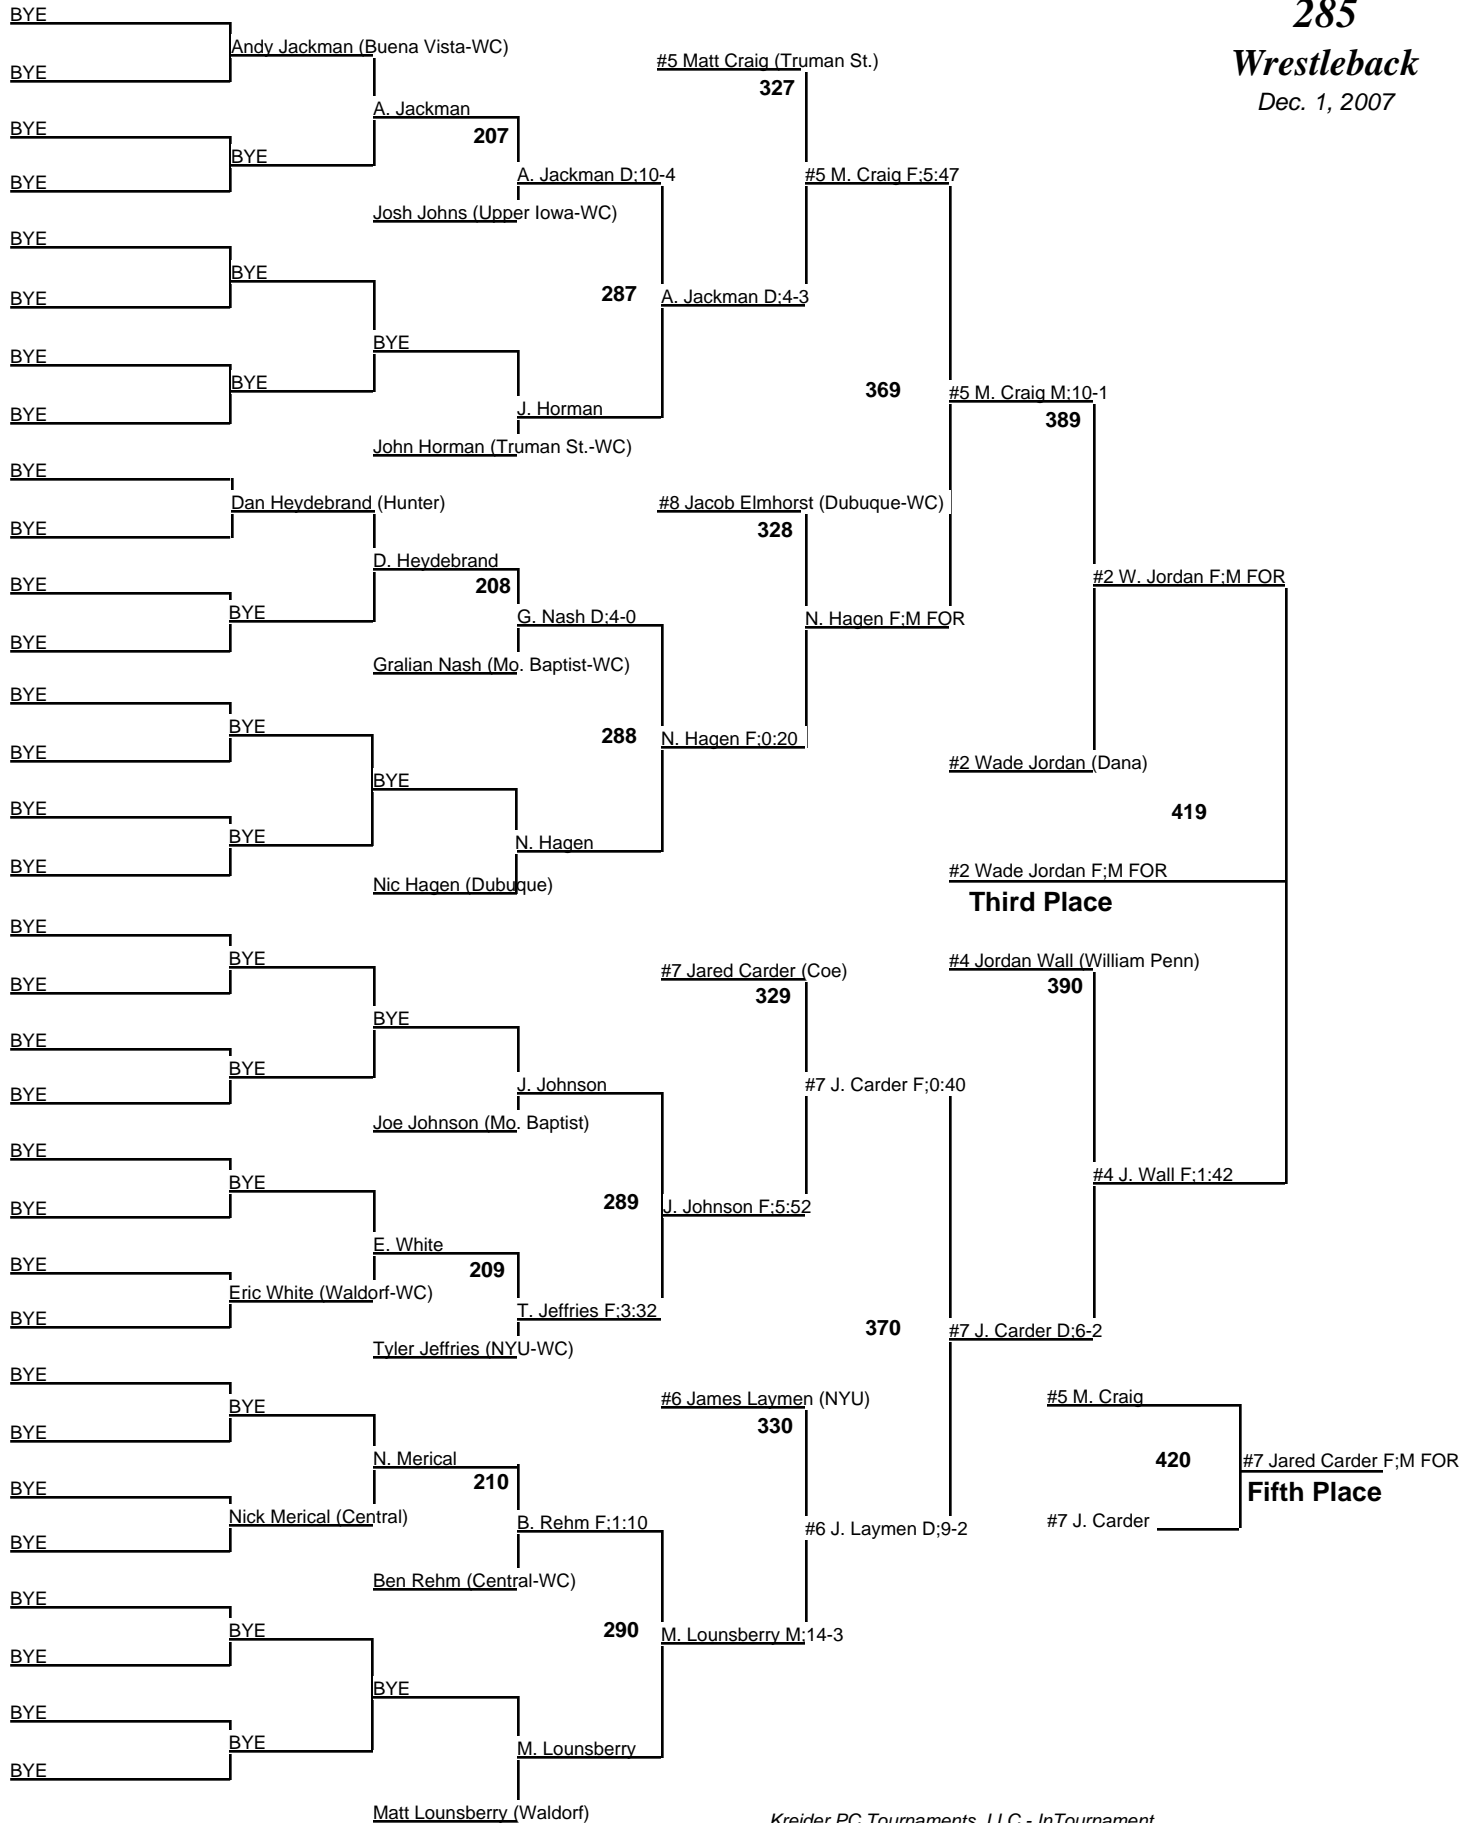 285
Wrestleback
Dec. 1, 2007
BYE
Andy Jackman (Buena Vista-WC)
BYE
#5 Matt Craig (Truman St.)
327
A. Jackman
207
BYE
BYE
BYE
A. Jackman D;10-4
#5 M. Craig F;5:47
Josh Johns (Upper Iowa-WC)
BYE
BYE
BYE
287
A. Jackman D;4-3
BYE
BYE
BYE
BYE
369
#5 M. Craig M;10-1
389
J. Horman
John Horman (Truman St.-WC)
BYE
Dan Heydebrand (Hunter)
BYE
#8 Jacob Elmhorst (Dubuque-WC)
328
D. Heydebrand
208
#2 W. Jordan F;M FOR
BYE
BYE
BYE
G. Nash D;4-0
N. Hagen F;M FOR
Gralian Nash (Mo. Baptist-WC)
BYE
BYE
BYE
288
N. Hagen F;0:20
#2 Wade Jordan (Dana)
BYE
BYE
BYE
BYE
419
N. Hagen
Nic Hagen (Dubuque)
#2 Wade Jordan F;M FOR
Third Place
BYE
BYE
BYE
#7 Jared Carder (Coe)
329
#4 Jordan Wall (William Penn)
390
BYE
BYE
BYE
BYE
J. Johnson
#7 J. Carder F;0:40
Joe Johnson (Mo. Baptist)
BYE
BYE
BYE
289
J. Johnson F;5:52
#4 J. Wall F;1:42
E. White
209
BYE
Eric White (Waldorf-WC)
BYE
T. Jeffries F;3:32
370
#7 J. Carder D;6-2
Tyler Jeffries (NYU-WC)
BYE
BYE
BYE
#6 James Laymen (NYU)
330
#5 M. Craig
N. Merical
210
420
#7 Jared Carder F;M FOR
Fifth Place
BYE
Nick Merical (Central)
BYE
B. Rehm F;1:10
#6 J. Laymen D;9-2
#7 J. Carder
Ben Rehm (Central-WC)
BYE
BYE
BYE
290
M. Lounsberry M;14-3
BYE
BYE
BYE
BYE
M. Lounsberry
Matt Lounsberry (Waldorf)
Kreider PC Tournaments, LLC - InTournament